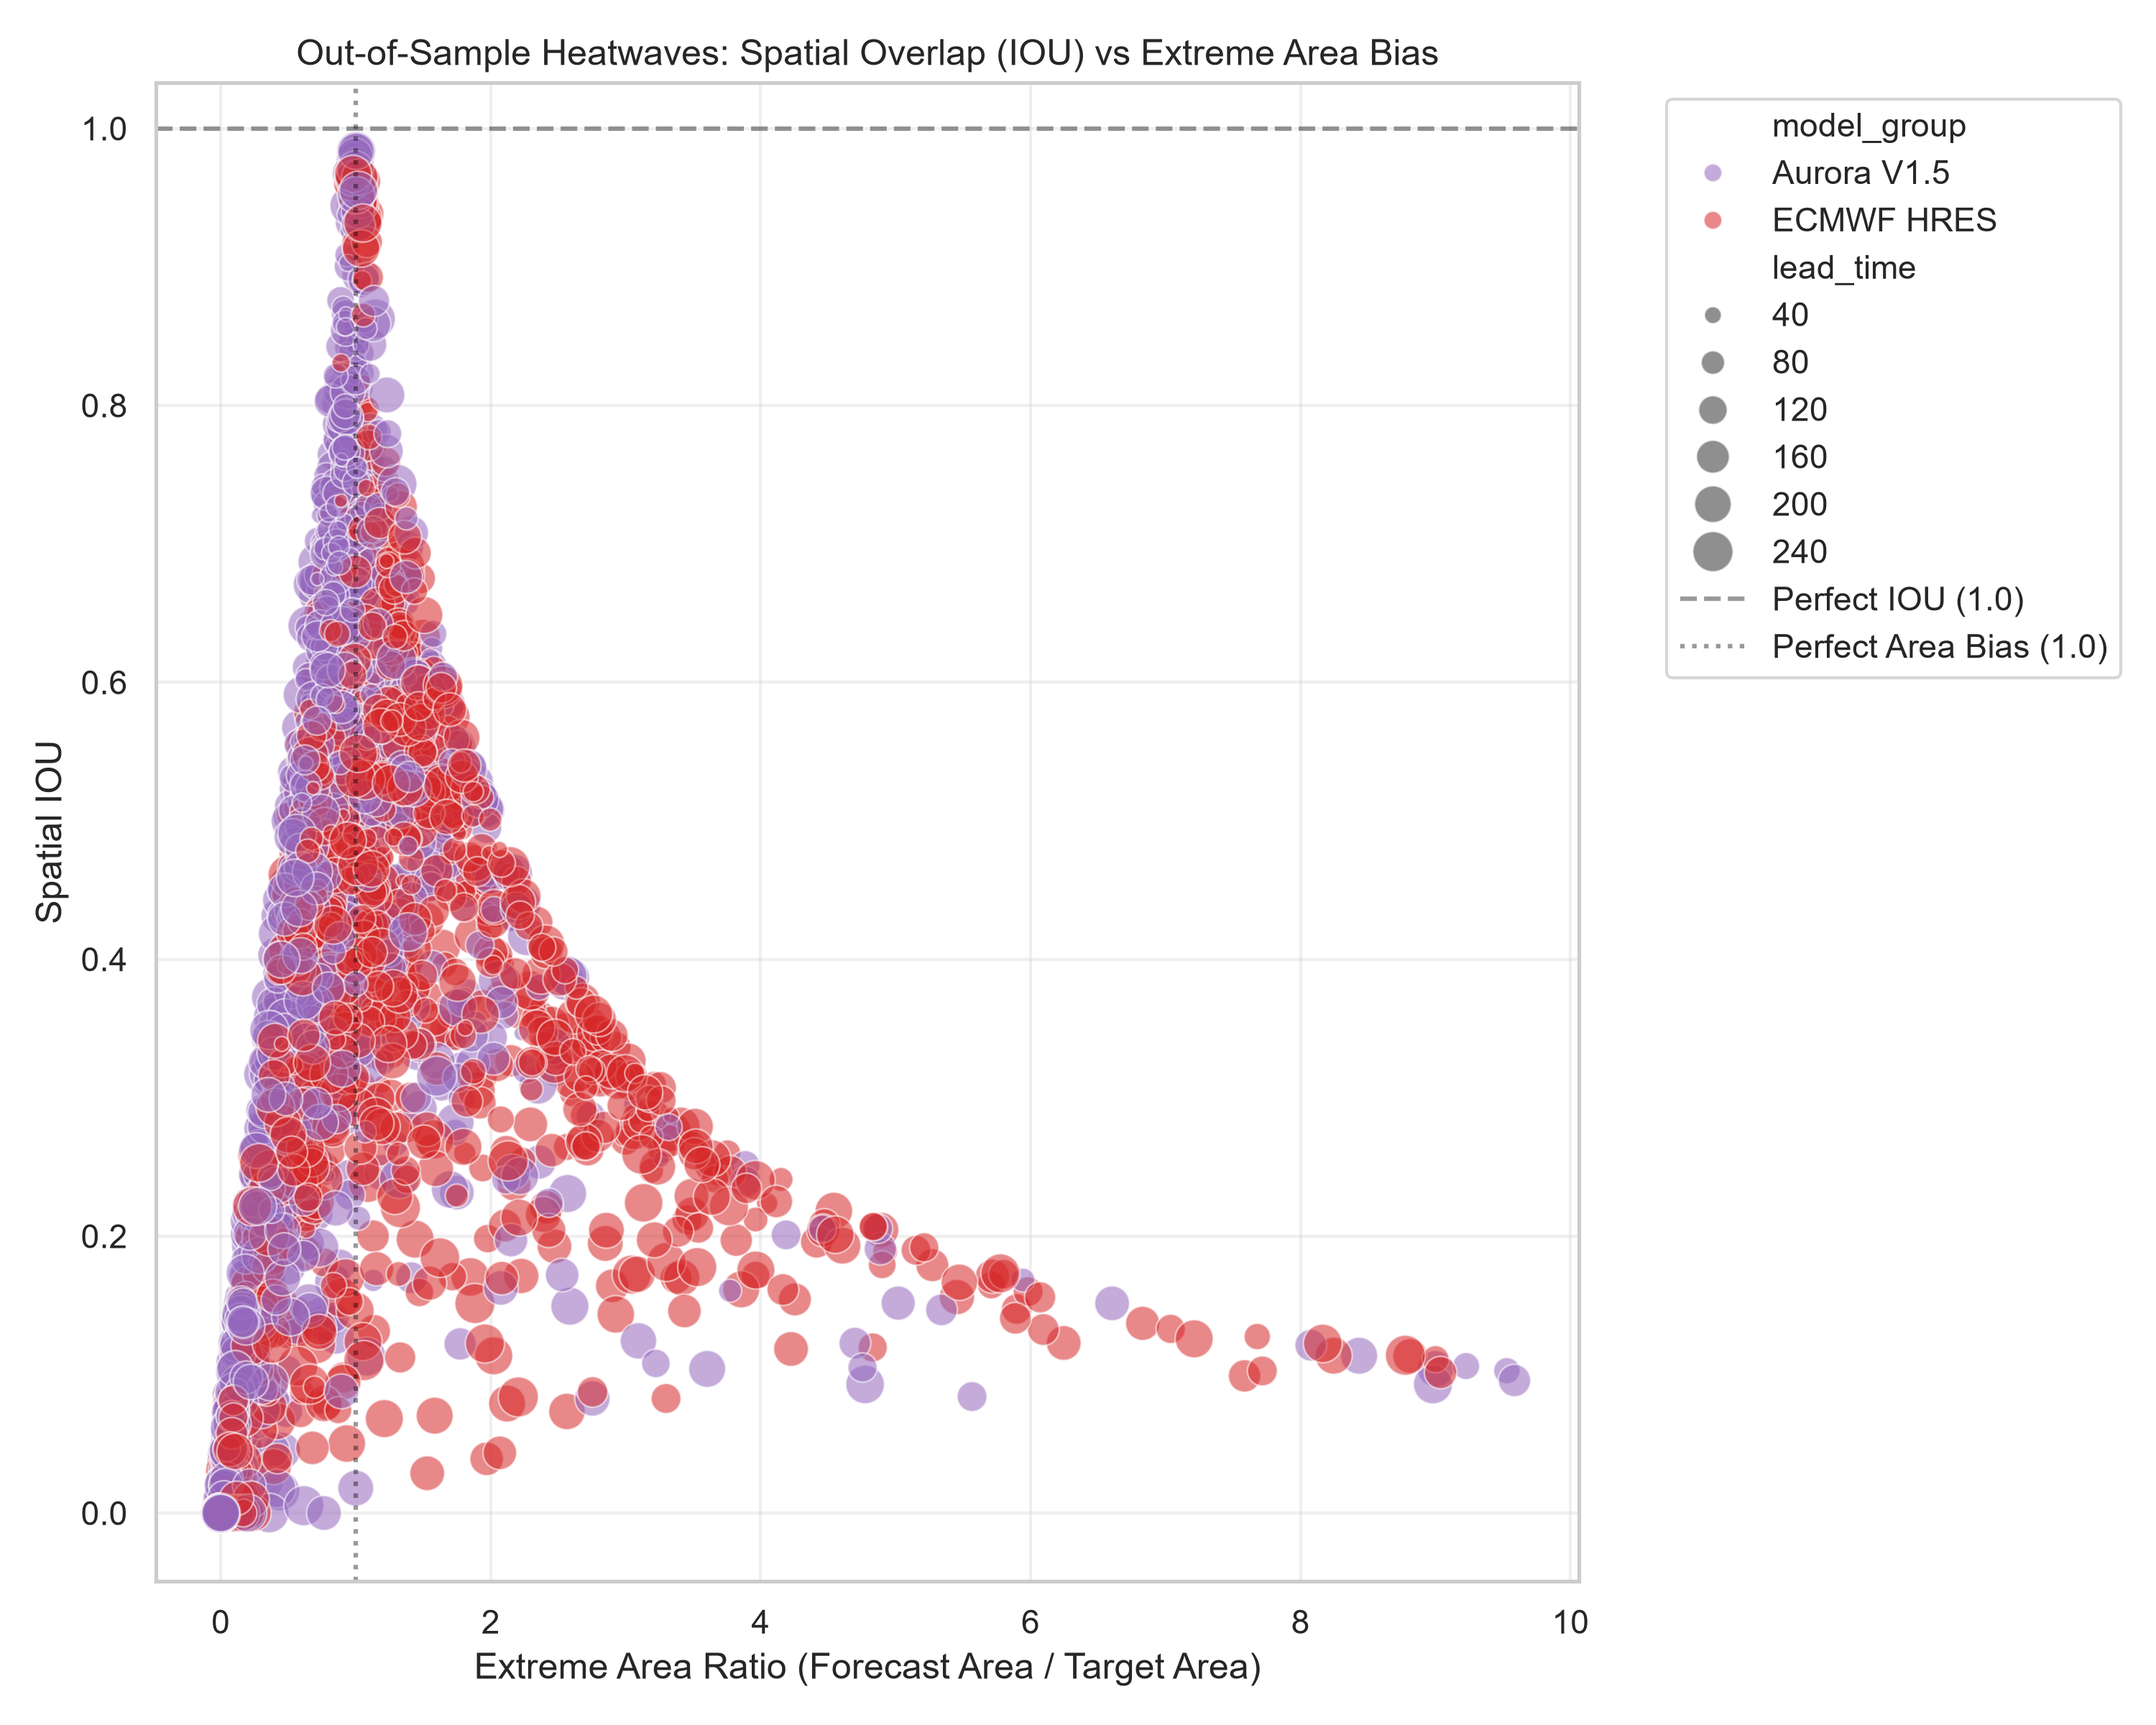 Out-of-Sample Heatwaves: Spatial Overlap (IOU) vs Extreme Area Bias
1.0
0.8
0.6
0.4
0.2
0.0
Spatial IOU
0 2 4 6 8 10
Extreme Area Ratio (Forecast Area / Target Area)
model_group
Aurora V1.5
ECMWF HRES
lead_time
40
80
120
160
200
240
Perfect IOU (1.0)
Perfect Area Bias (1.0)